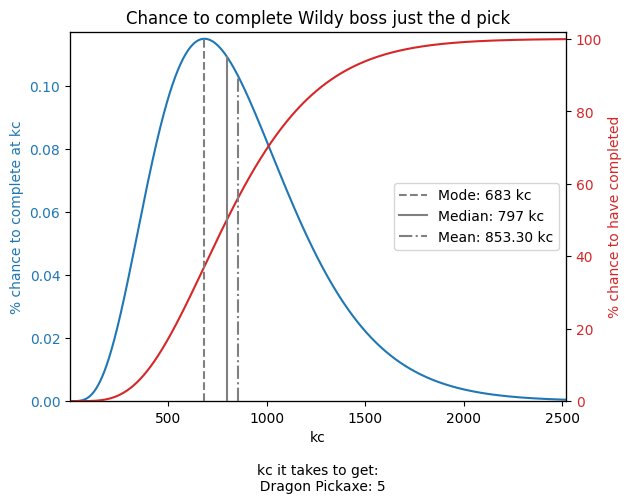 Chance to complete Wildy boss just the d pick
% chance to complete at kc
0.10
0.08
0.06
0.04
0.02
0.00
100
80
60
40
20
0
% chance to have completed
Mode: 683 kc
Median: 797 kc
Mean: 853.30 kc
500
1000
1500
2000
2500
kc
kc it takes to get:
Dragon Pickaxe: 5